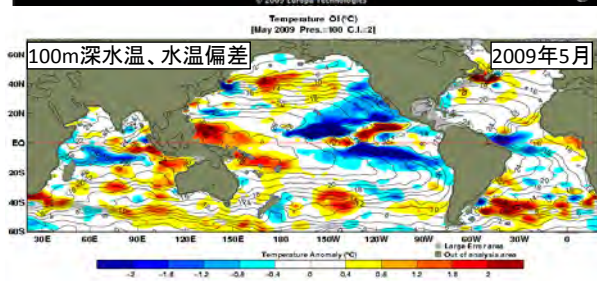 © 2009 Europa Technologies
Temperature OI (℃)
[May 2009 Pres.=100 C.I.=2]
100m深水温、水温偏差
2009年5月
60N
40N
20N
EQ
20S
40S
60S
30E 60E 90E 120E 150E 180 150W 120W 90W 60W 30W 0
Large Error area
Out of analysis area
Temperature Anomaly (℃)
-2 -1.6 -1.2 -0.8 -0.4 0 0.4 0.8 1.2 1.6 2